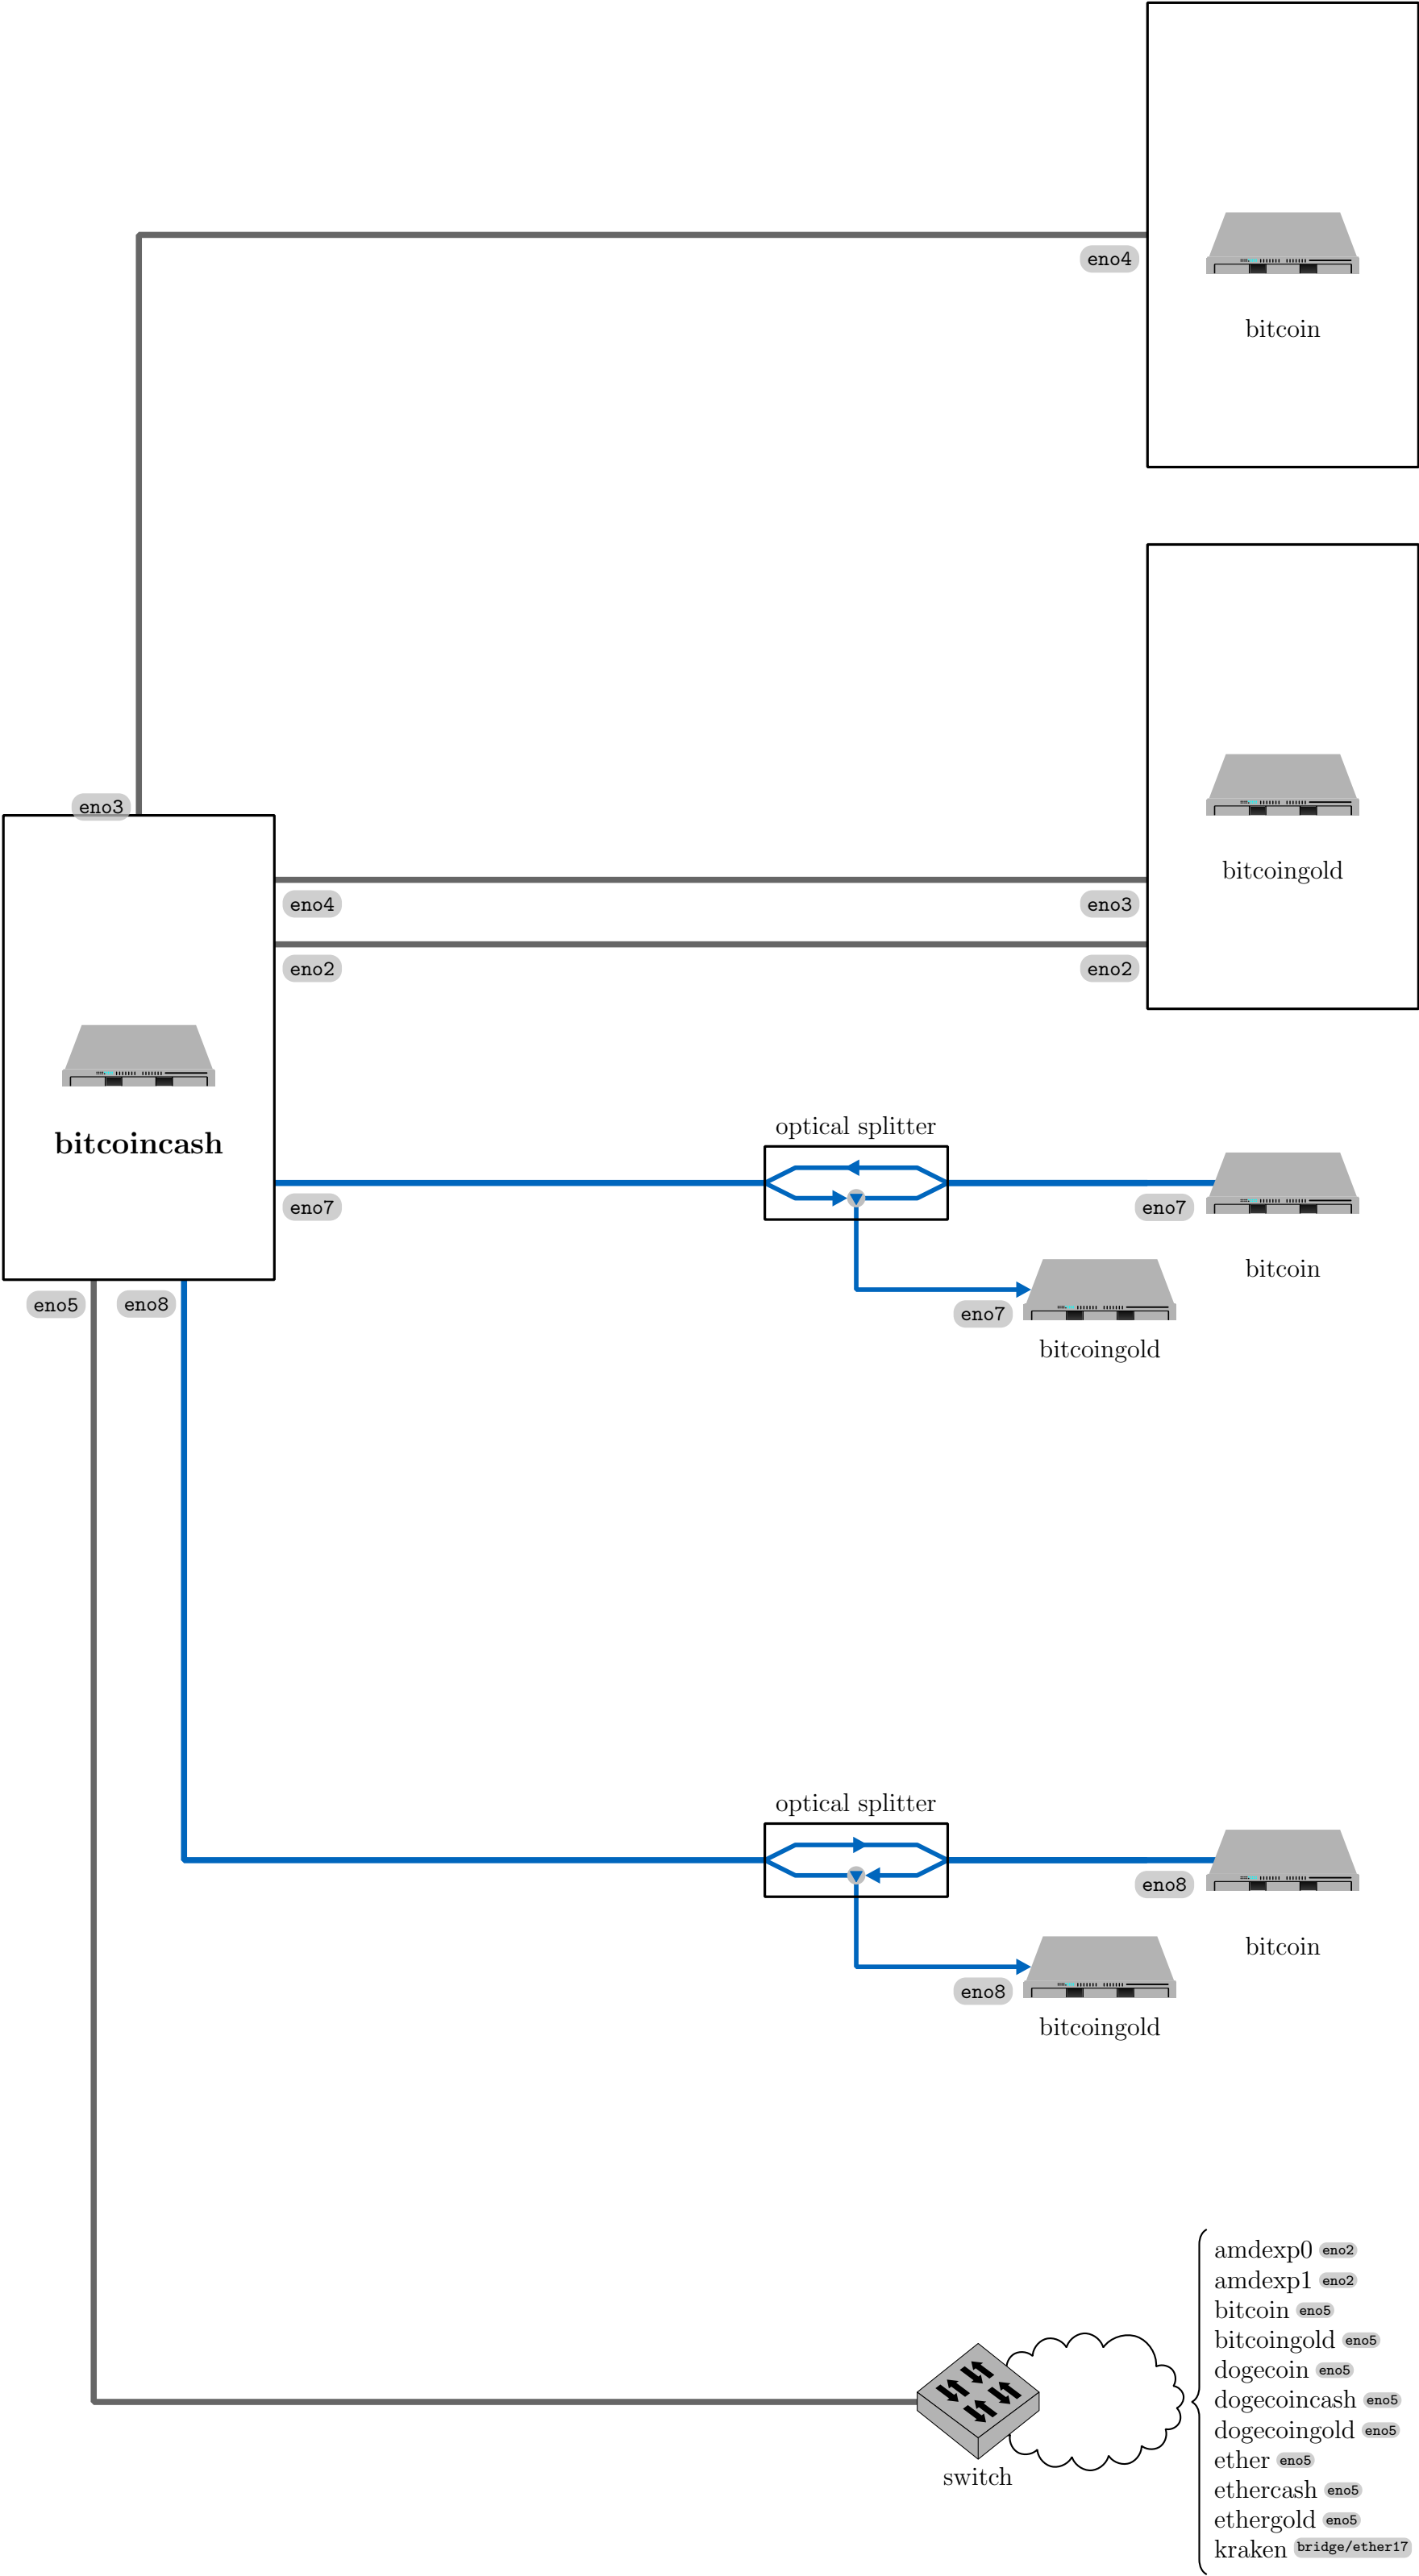 eno4
bitcoin
eno3
bitcoingold
eno4
eno3
eno2
eno2
optical splitter
bitcoincash
eno7
eno7
bitcoin
eno5
eno8
eno7
bitcoingold
optical splitter
eno8
bitcoin
eno8
bitcoingold
amdexp0 eno2
amdexp1 eno2
bitcoin eno5
bitcoingold eno5
dogecoin eno5
dogecoincash eno5
dogecoingold eno5
ether eno5
switch
ethercash eno5
ethergold eno5
kraken bridge/ether17